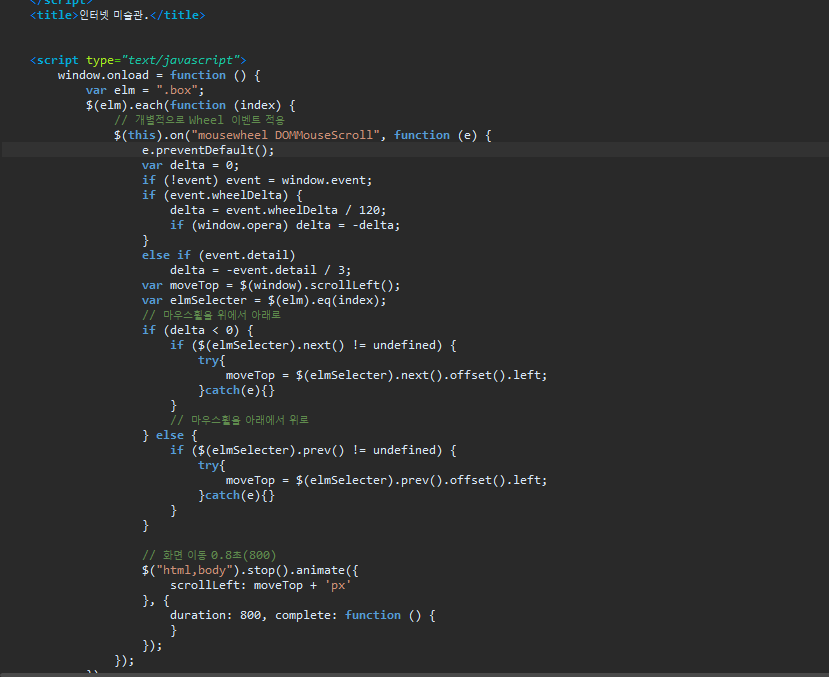 </script>
<title>인터넷 미술관.</title>
<script type="text/javascript">
window.onload = function () {
var elm = ".box";
$(elm).each(function (index) {
// 개별적으로 Wheel 이벤트 적용
$(this).on("mousewheel DOMMouseScroll", function (e) {
e.preventDefault();
var delta = 0;
if (!event) event = window.event;
if (event.wheelDelta) {
delta = event.wheelDelta / 120;
if (window.opera) delta = -delta;
}
else if (event.detail)
delta = -event.detail / 3;
var moveTop = $(window).scrollLeft();
var elmSelecter = $(elm).eq(index);
// 마우스휠을 위에서 아래로
if (delta < 0) {
if ($(elmSelecter).next() != undefined) {
try{
moveTop = $(elmSelecter).next().offset().left;
}catch(e){}
}
// 마우스휠을 아래에서 위로
} else {
if ($(elmSelecter).prev() != undefined) {
try{
moveTop = $(elmSelecter).prev().offset().left;
}catch(e){}
}
}
// 화면 이동 0.8초(800)
$("html,body").stop().animate({
scrollLeft: moveTop + 'px'
}, {
duration: 800, complete: function () {
}
});
});